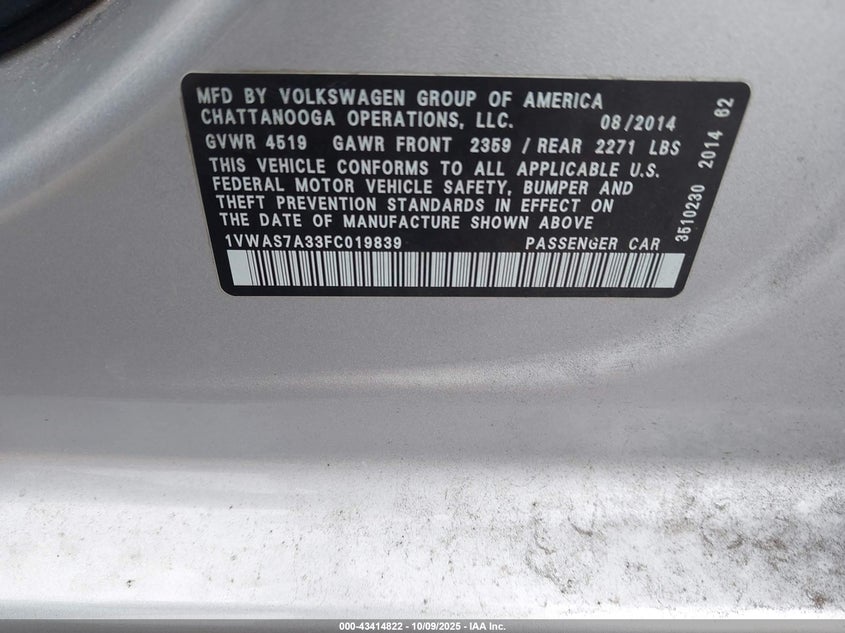 MFD BY VOLKSWAGEN GROUP OF AMERICA
CHATTANOOGA OPERATIONS, LLC. 08/2014
GVWR 4519 GAWR FRONT 2359 / REAR 2271 LBS
THIS VEHICLE CONFORMS TO ALL APPLICABLE U.S.
FEDERAL MOTOR VEHICLE SAFETY, BUMPER AND
THEFT PREVENTION STANDARDS IN EFFECT ON
THE DATE OF MANUFACTURE SHOWN ABOVE
1VWAS7A33FC019839 PASSENGER CAR
3510230 2014 62
000-43414822 - 10/09/2025 - IAA Inc.